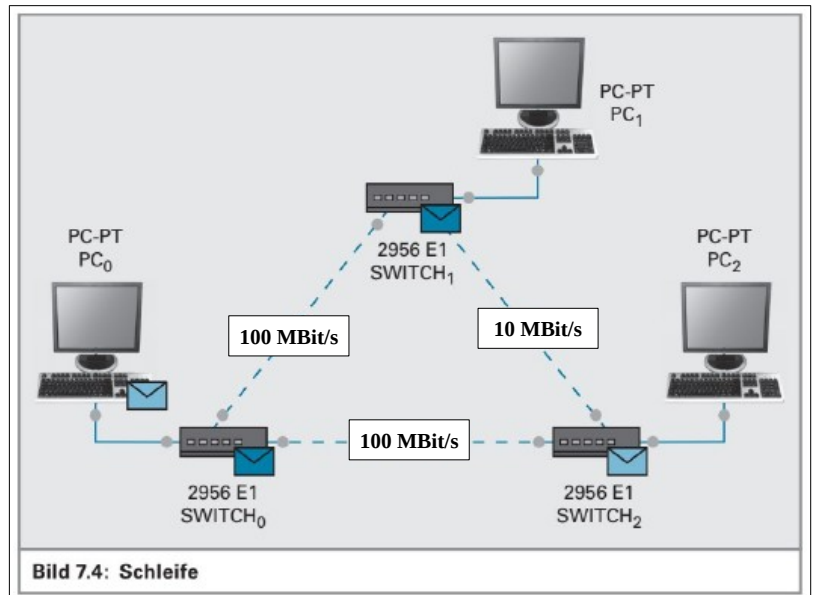 PC-PT
PC₁
2956 E1
SWITCH₁
PC-PT
PC₀
PC-PT
PC₂
100 MBit/s
10 MBit/s
100 MBit/s
2956 E1
SWITCH₀
2956 E1
SWITCH₂
Bild 7.4: Schleife